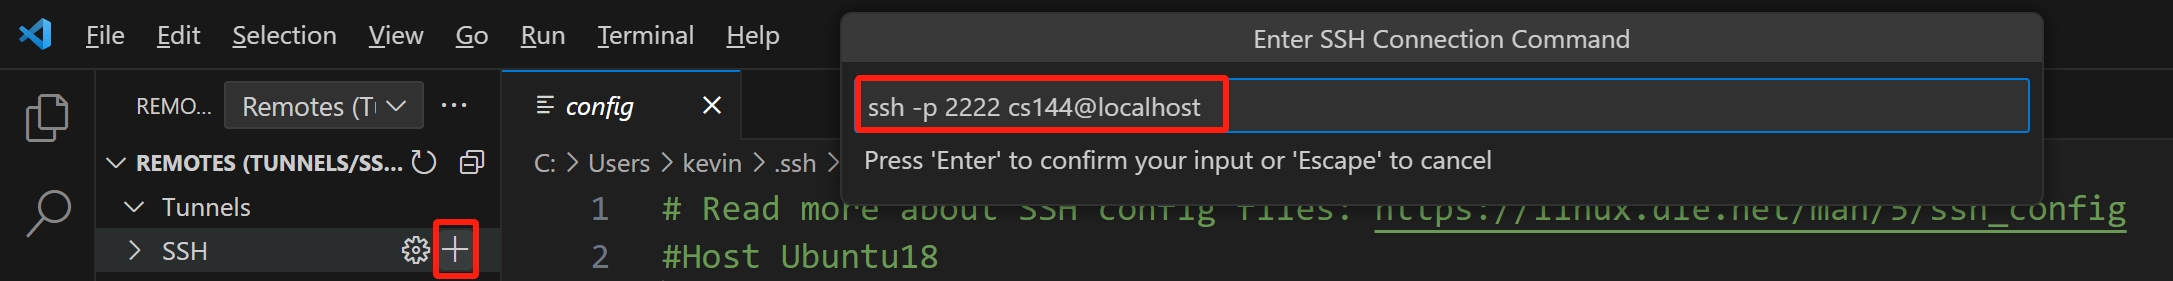 File Edit Selection View Go Run Terminal Help
Enter SSH Connection Command
ssh -p 2222 cs144@localhost
Press 'Enter' to confirm your input or 'Escape' to cancel
REMO... Remotes (Tu ...
REMOTES (TUNNELS/SS...
Tunnels
SSH
config
C: > Users > kevin > .ssh >
1 # Read more about SSH config files: https://linux.die.net/man/5/ssh_config
2 #Host Ubuntu18